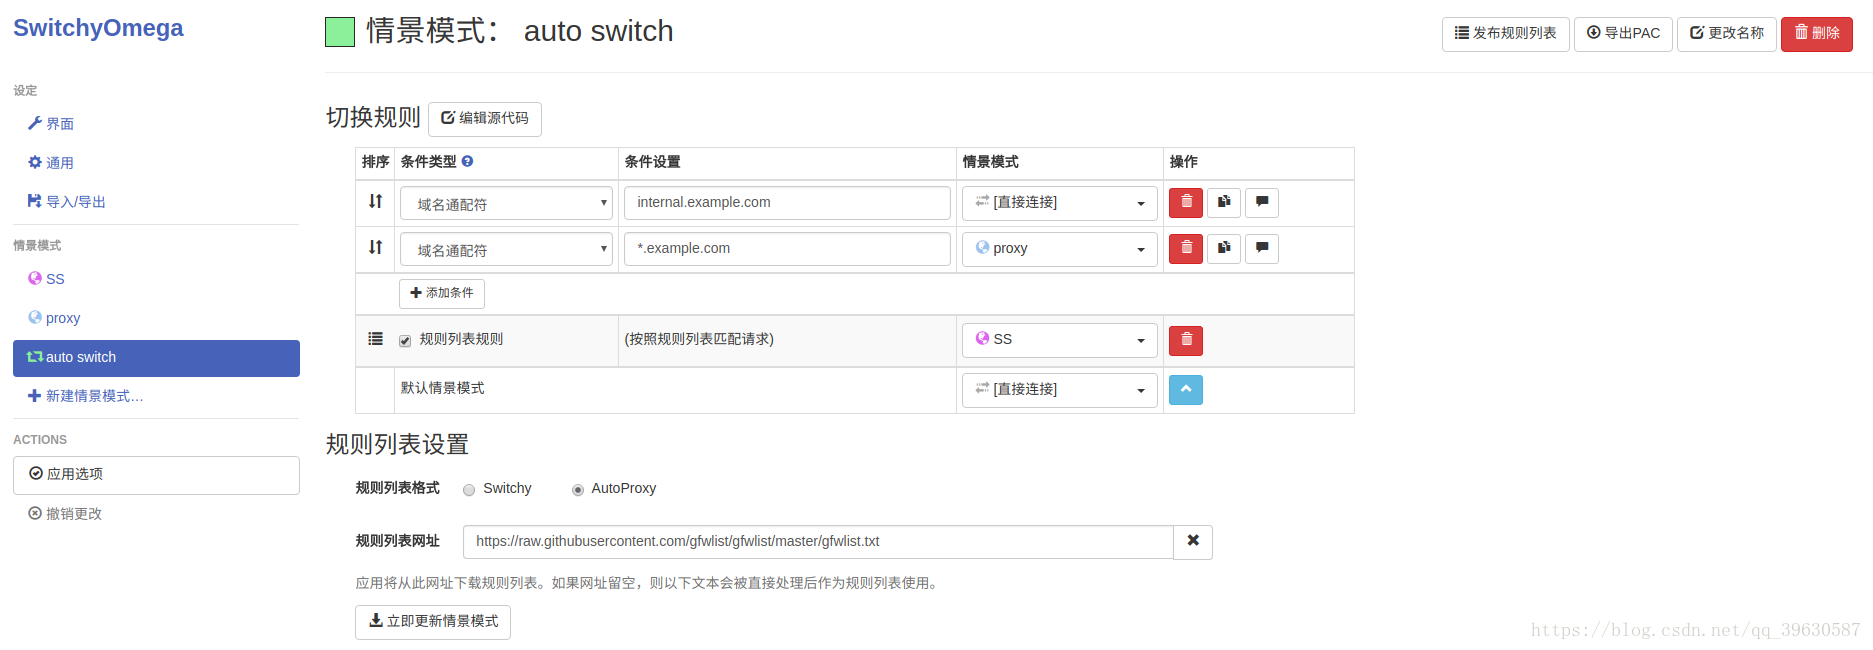 SwitchyOmega
设定
界面
通用
导入/导出
情景模式
SS
proxy
auto switch
新建情景模式...
ACTIONS
应用选项
撤销更改
情景模式： auto switch
发布规则列表 导出PAC 更改名称 删除
切换规则 编辑源代码
排序 条件类型 条件设置 情景模式 操作
域名通配符 internal.example.com [直接连接]
域名通配符 *.example.com proxy
添加条件
规则列表规则 (按照规则列表匹配请求) SS
默认情景模式 [直接连接]
规则列表设置
规则列表格式 Switchy AutoProxy
规则列表网址 https://raw.githubusercontent.com/gfwlist/gfwlist/master/gfwlist.txt
应用将从此网址下载规则列表。如果网址留空，则以下文本会被直接处理后作为规则列表使用。
立即更新情景模式
https://blog.csdn.net/qq_39630587